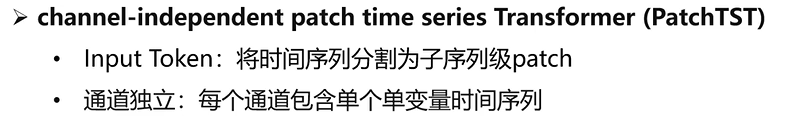 ➢ channel-independent patch time series Transformer (PatchTST)
• Input Token：将时间序列分割为子序列级patch
• 通道独立：每个通道包含单个单变量时间序列